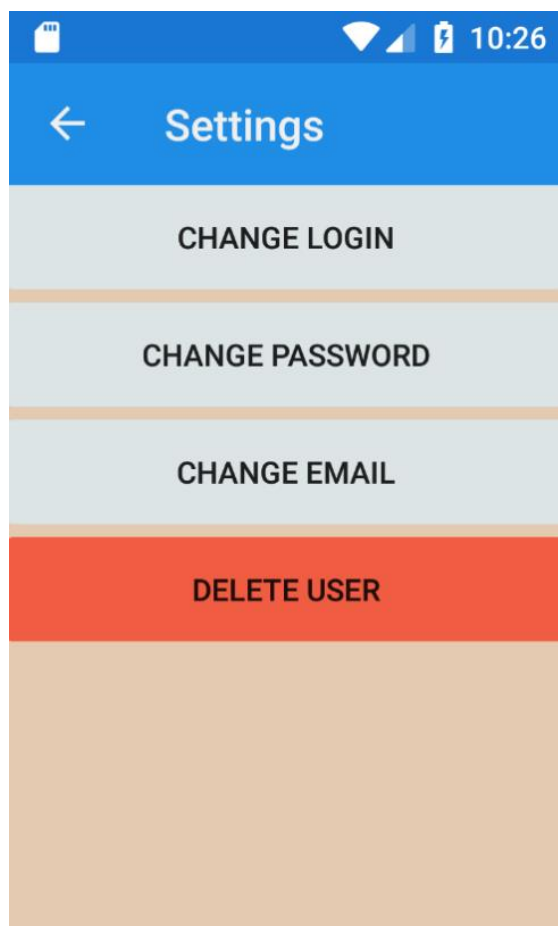 10:26
Settings
CHANGE LOGIN
CHANGE PASSWORD
CHANGE EMAIL
DELETE USER